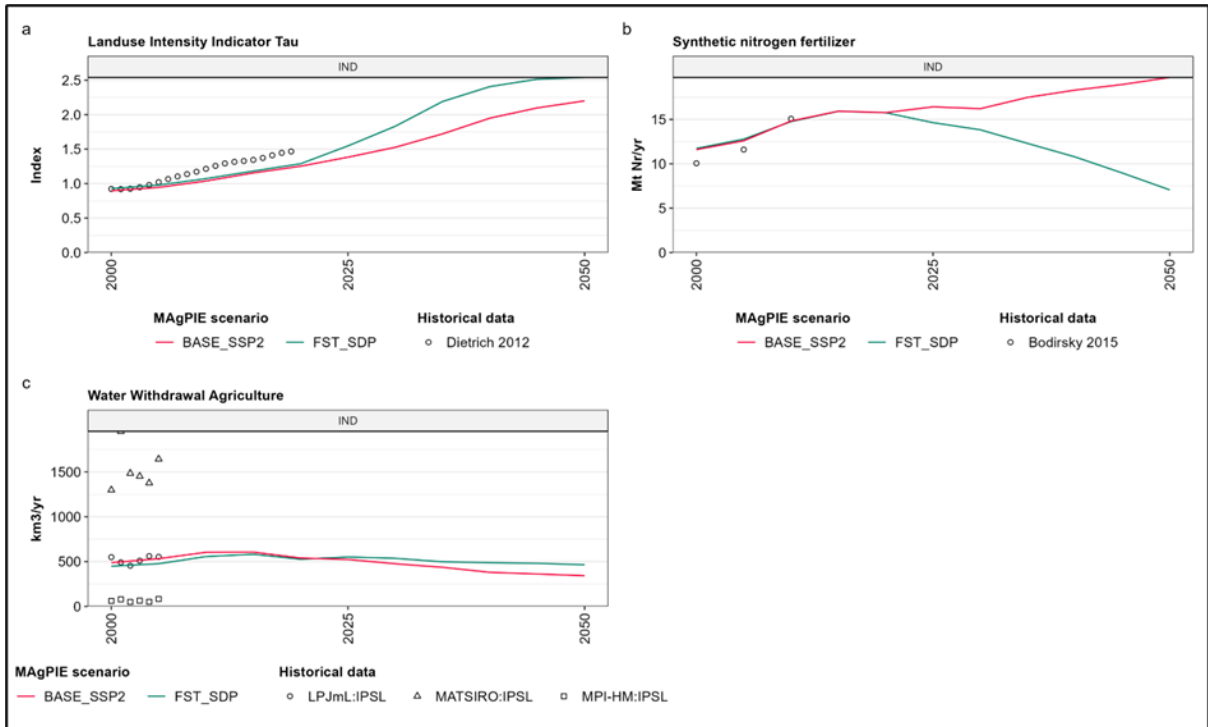 a
Landuse Intensity Indicator Tau
IND
2.5
2.0
1.5
1.0
0.5
0.0
Index
2000
2025
2050
MAgPIE scenario
Historical data
BASE_SSP2
FST_SDP
Dietrich 2012
b
Synthetic nitrogen fertilizer
IND
15
10
5
0
Mt Nr/yr
2000
2025
2050
MAgPIE scenario
Historical data
BASE_SSP2
FST_SDP
Bodirsky 2015
c
Water Withdrawal Agriculture
IND
1500
1000
500
0
km3/yr
2000
2025
2050
MAgPIE scenario
Historical data
BASE_SSP2
FST_SDP
LPJmL:IPSL
MATSIRO:IPSL
MPI-HM:IPSL